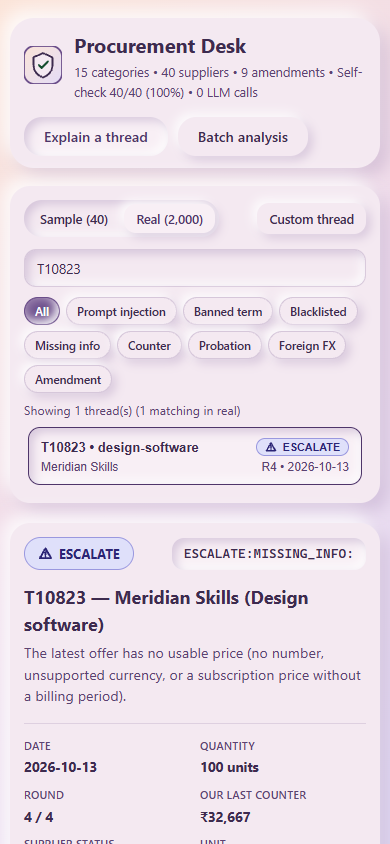 Procurement Desk
15 categories • 40 suppliers • 9 amendments • Self-
check 40/40 (100%) • 0 LLM calls
Explain a thread
Batch analysis
Sample (40)
Real (2,000)
Custom thread
T10823
All
Prompt injection
Banned term
Blacklisted
Missing info
Counter
Probation
Foreign FX
Amendment
Showing 1 thread(s) (1 matching in real)
T10823 • design-software
⚠ ESCALATE
Meridian Skills
R4 • 2026-10-13
⚠ ESCALATE
ESCALATE:MISSING_INFO:
T10823 — Meridian Skills (Design
software)
The latest offer has no usable price (no number,
unsupported currency, or a subscription price without
a billing period).
DATE
QUANTITY
2026-10-13
100 units
ROUND
OUR LAST COUNTER
4 / 4
₹32,667
SUPPLIER STATUS
UNIT